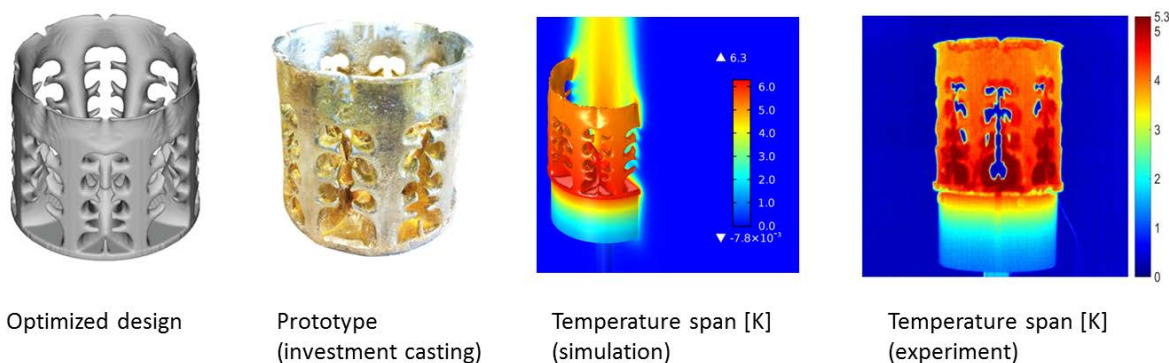 ▲ 6.3
6.0
5.0
4.0
3.0
2.0
1.0
0.0
▼ -7.8×10⁻³
5.3
5
4
3
2
1
0
Optimized design
Prototype
(investment casting)
Temperature span [K]
(simulation)
Temperature span [K]
(experiment)